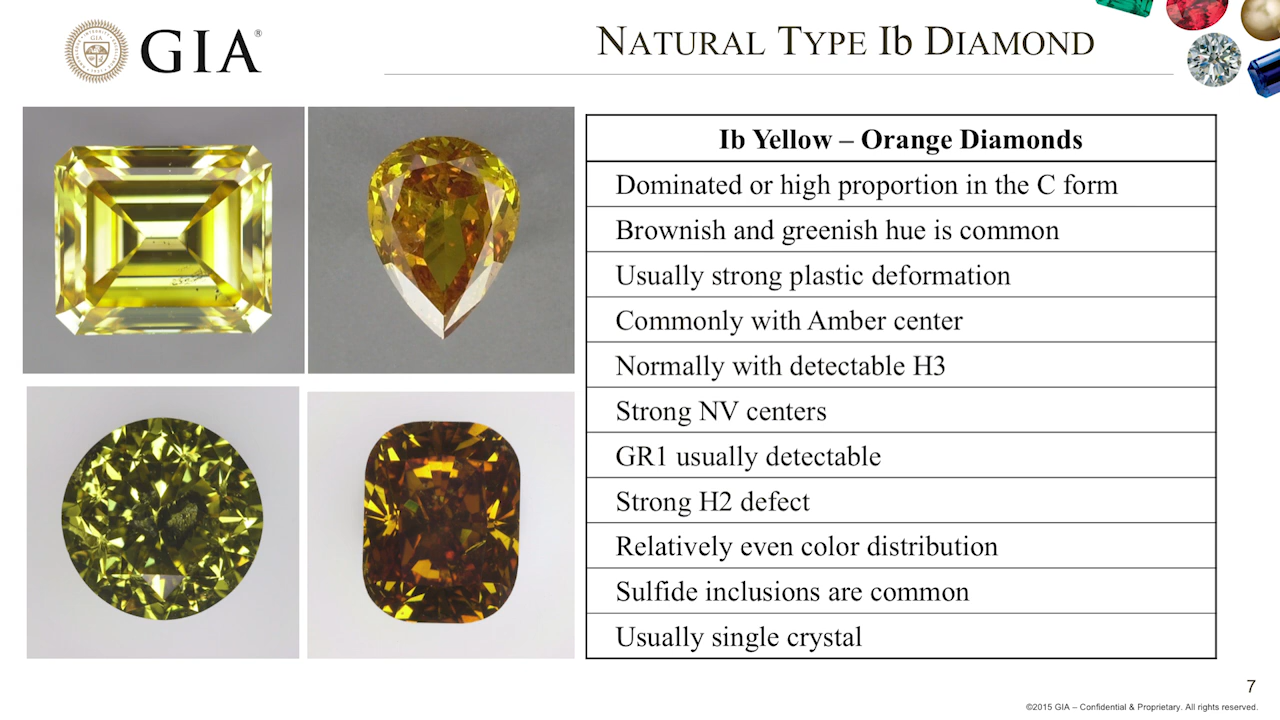 GIA®
NATURAL TYPE Ib DIAMOND
Ib Yellow – Orange Diamonds
Dominated or high proportion in the C form
Brownish and greenish hue is common
Usually strong plastic deformation
Commonly with Amber center
Normally with detectable H3
Strong NV centers
GR1 usually detectable
Strong H2 defect
Relatively even color distribution
Sulfide inclusions are common
Usually single crystal
7
©2015 GIA – Confidential & Proprietary. All rights reserved.